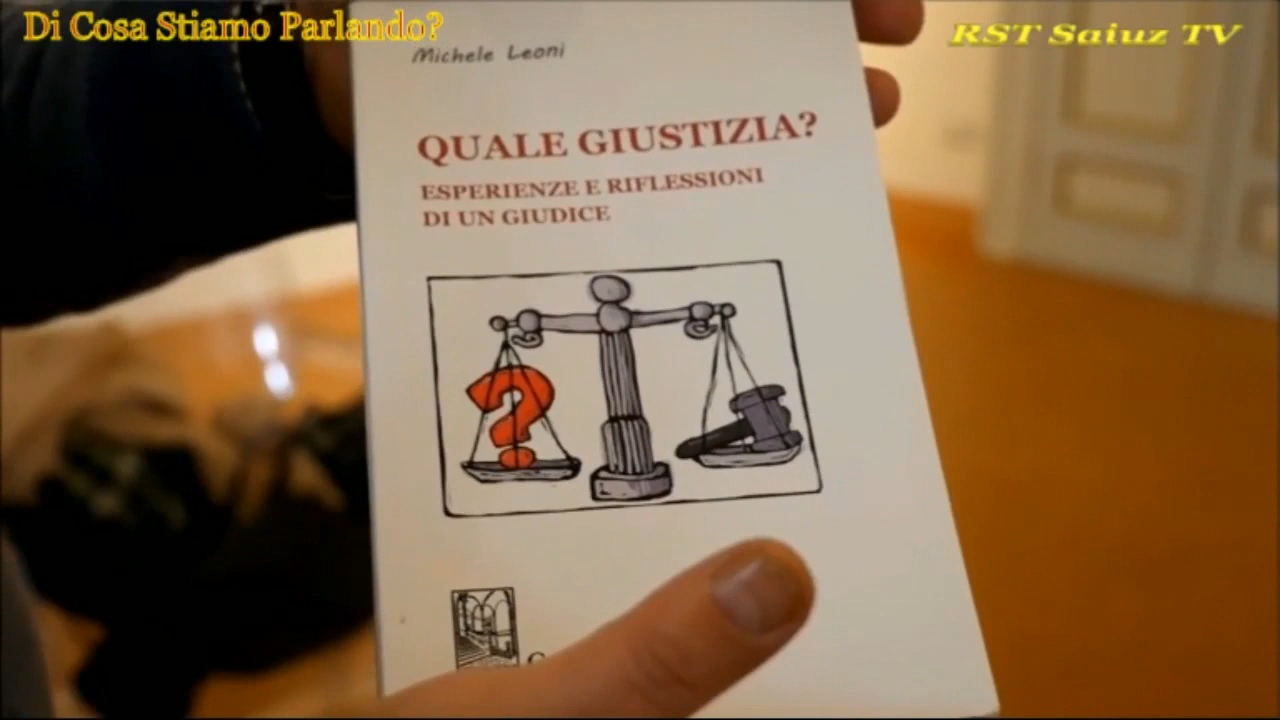 Di Cosa Stiamo Parlando?
RST Saiuz TV
Michele Leoni
QUALE GIUSTIZIA?
ESPERIENZE E RIFLESSIONI
DI UN GIUDICE